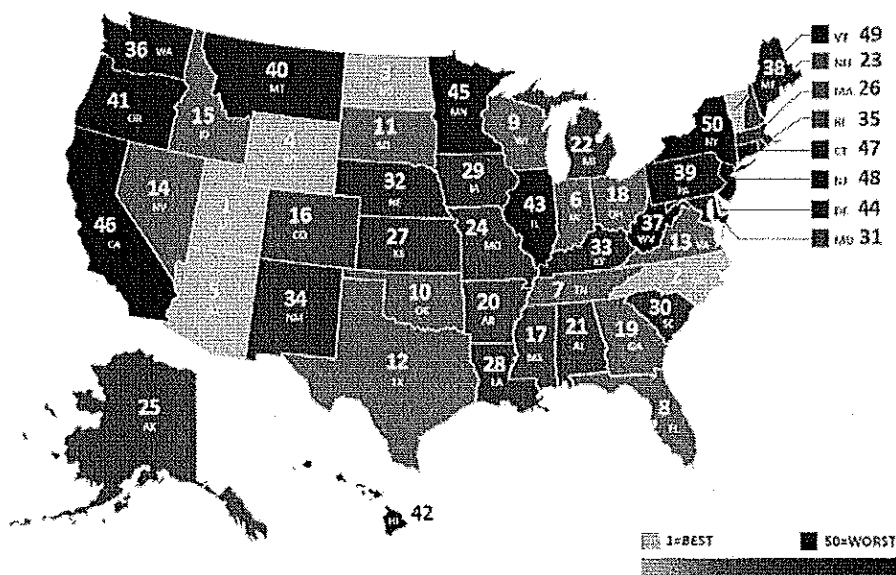 36 WA
40 MT
3
45 MN
38
VT 49
NH 23
MA 26
RI 35
CT 47
NJ 48
DE 44
MD 31
41 OR
15 ID
4
11
9 WI
22 MI
50 NY
14 NV
1
16 CO
32 NE
29 IA
43 IL
6
18 OH
39 PA
46 CA
27 KS
24 MO
33 KY
37 WV
13
5
34 NM
10 OK
20 AR
7 TN
2
12 TX
28 LA
17 MS
21 AL
19 GA
30 SC
8 FL
25 AK
HI 42
1=BEST
50=WORST